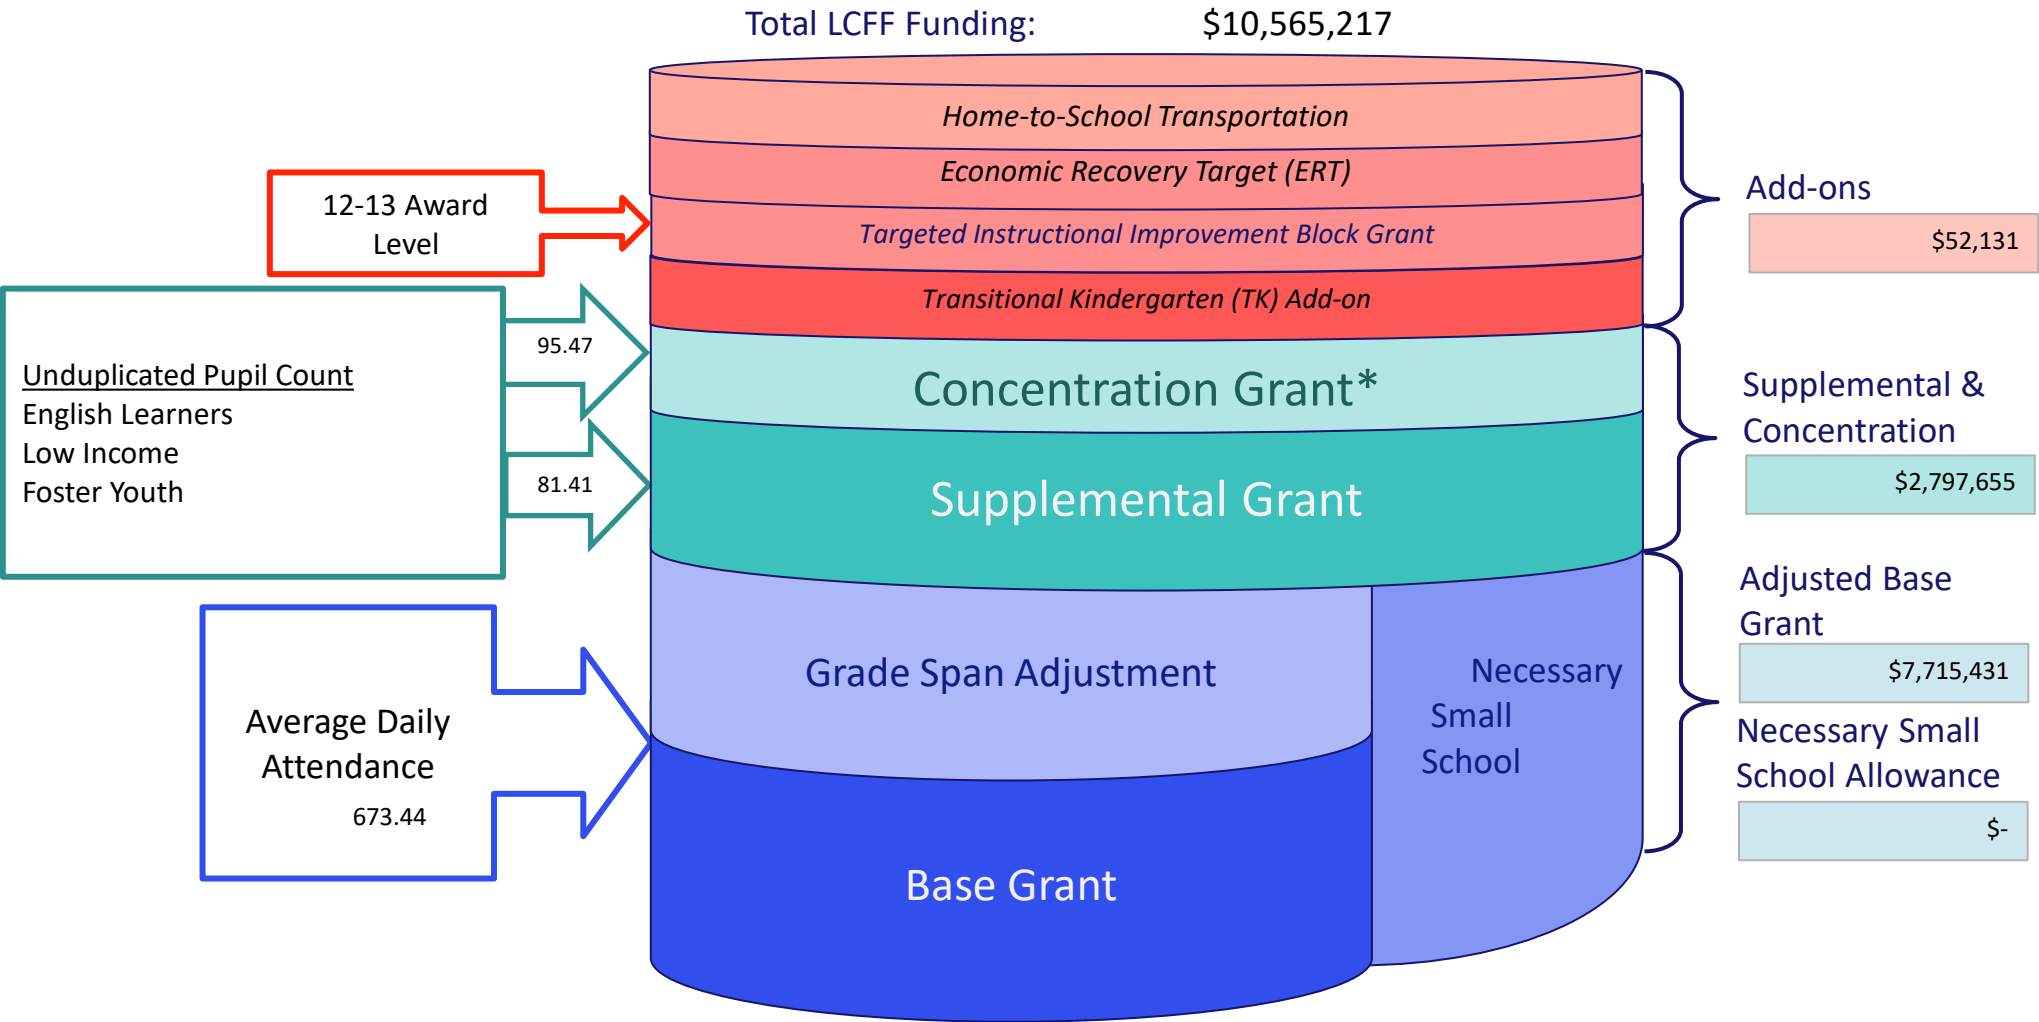 Total LCFF Funding: $10,565,217
Home-to-School Transportation
Economic Recovery Target (ERT)
Targeted Instructional Improvement Block Grant
Transitional Kindergarten (TK) Add-on
Concentration Grant*
Supplemental Grant
Grade Span Adjustment
Base Grant
Necessary
Small
School
12-13 Award
Level
Unduplicated Pupil Count
English Learners
Low Income
Foster Youth
95.47
81.41
Average Daily
Attendance
673.44
Add-ons
$52,131
Supplemental &
Concentration
$2,797,655
Adjusted Base
Grant
$7,715,431
Necessary Small
School Allowance
$-